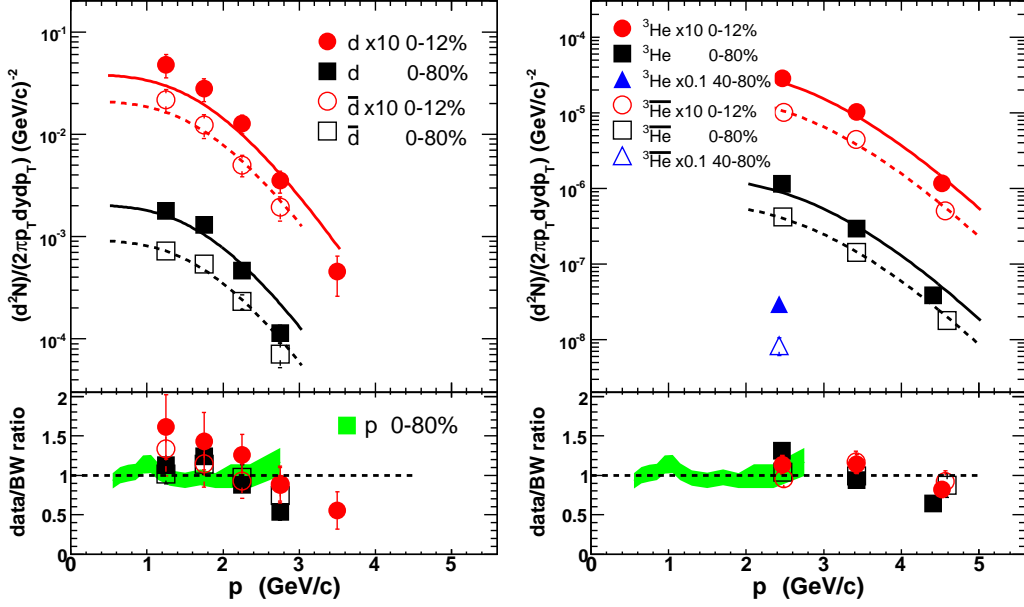 (d²N)/(2πp_T dydp_T) (GeV/c)⁻²
10⁻¹
10⁻²
10⁻³
10⁻⁴
d x10 0-12%
d 0-80%
d̅ x10 0-12%
d̅ 0-80%
data/BW ratio
2
1.5
1
0.5
0
p 0-80%
0 1 2 3 4 5
p (GeV/c)
(d²N)/(2πp_T dydp_T) (GeV/c)⁻²
10⁻⁴
10⁻⁵
10⁻⁶
10⁻⁷
10⁻⁸
³He x10 0-12%
³He 0-80%
³He x0.1 40-80%
³H̅e̅ x10 0-12%
³H̅e̅ 0-80%
³H̅e̅ x0.1 40-80%
data/BW ratio
2
1.5
1
0.5
0
0 1 2 3 4 5
p (GeV/c)